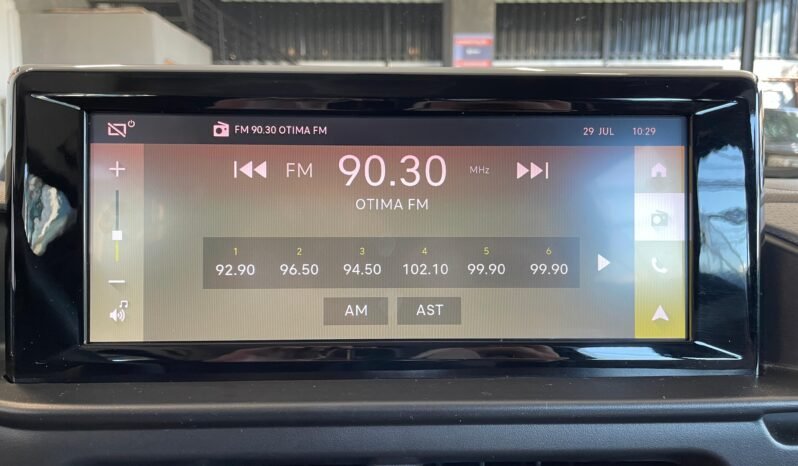 FM 90.30 OTIMA FM
29 JUL 10:29
FM 90.30 MHz
OTIMA FM
1 2 3 4 5 6
92.90 96.50 94.50 102.10 99.90 99.90
AM AST